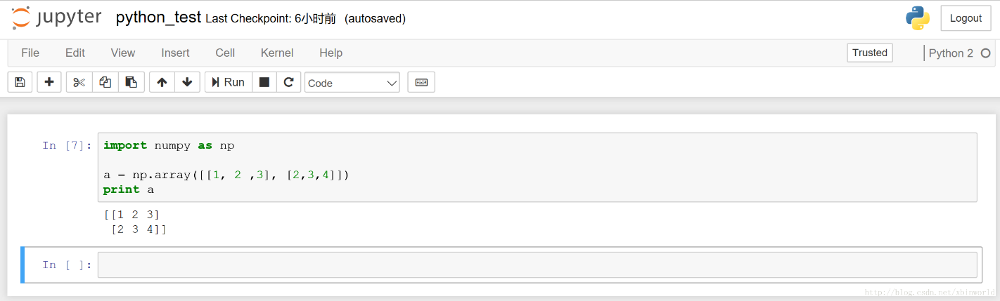 jupyter python_test Last Checkpoint: 6小时前 (autosaved) Logout
File Edit View Insert Cell Kernel Help Trusted Python 2
Run Code
In [7]: import numpy as np
a = np.array([[1, 2 ,3], [2,3,4]])
print a
[[1 2 3]
[2 3 4]]
In [ ]:
http://blog.csdn.net/xbinworld